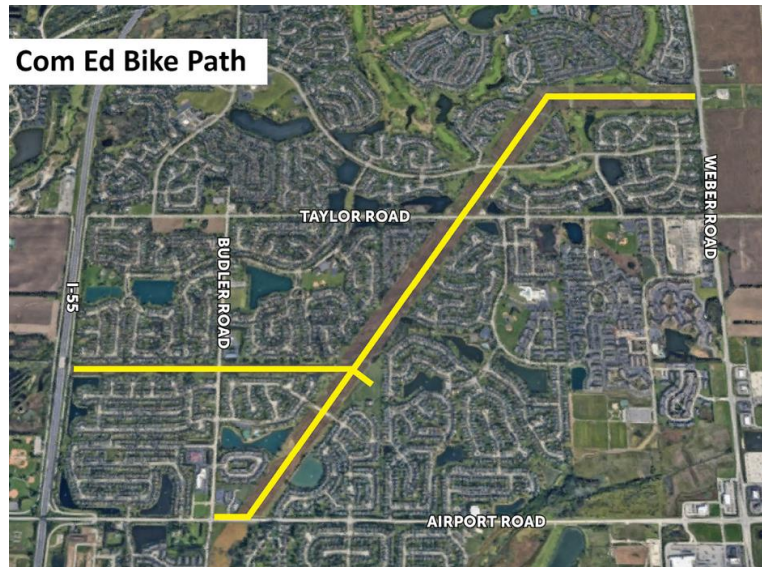 Com Ed Bike Path
TAYLOR ROAD
WEBER ROAD
BUDLER ROAD
I-55
AIRPORT ROAD